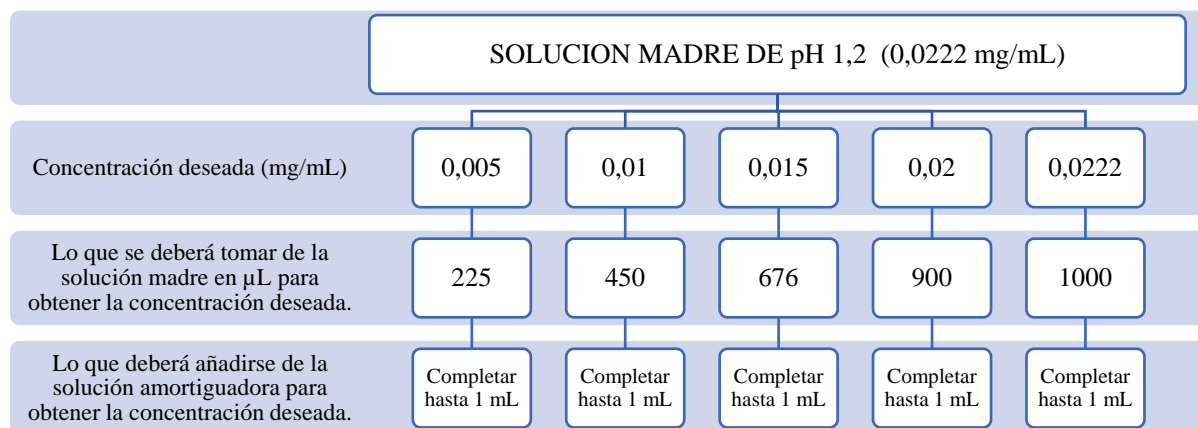 SOLUCION MADRE DE pH 1,2 (0,0222 mg/mL)
Concentración deseada (mg/mL)
0,005
0,01
0,015
0,02
0,0222
Lo que se deberá tomar de la
solución madre en µL para
obtener la concentración deseada.
225
450
676
900
1000
Lo que deberá añadirse de la
solución amortiguadora para
obtener la concentración deseada.
Completar
hasta 1 mL
Completar
hasta 1 mL
Completar
hasta 1 mL
Completar
hasta 1 mL
Completar
hasta 1 mL